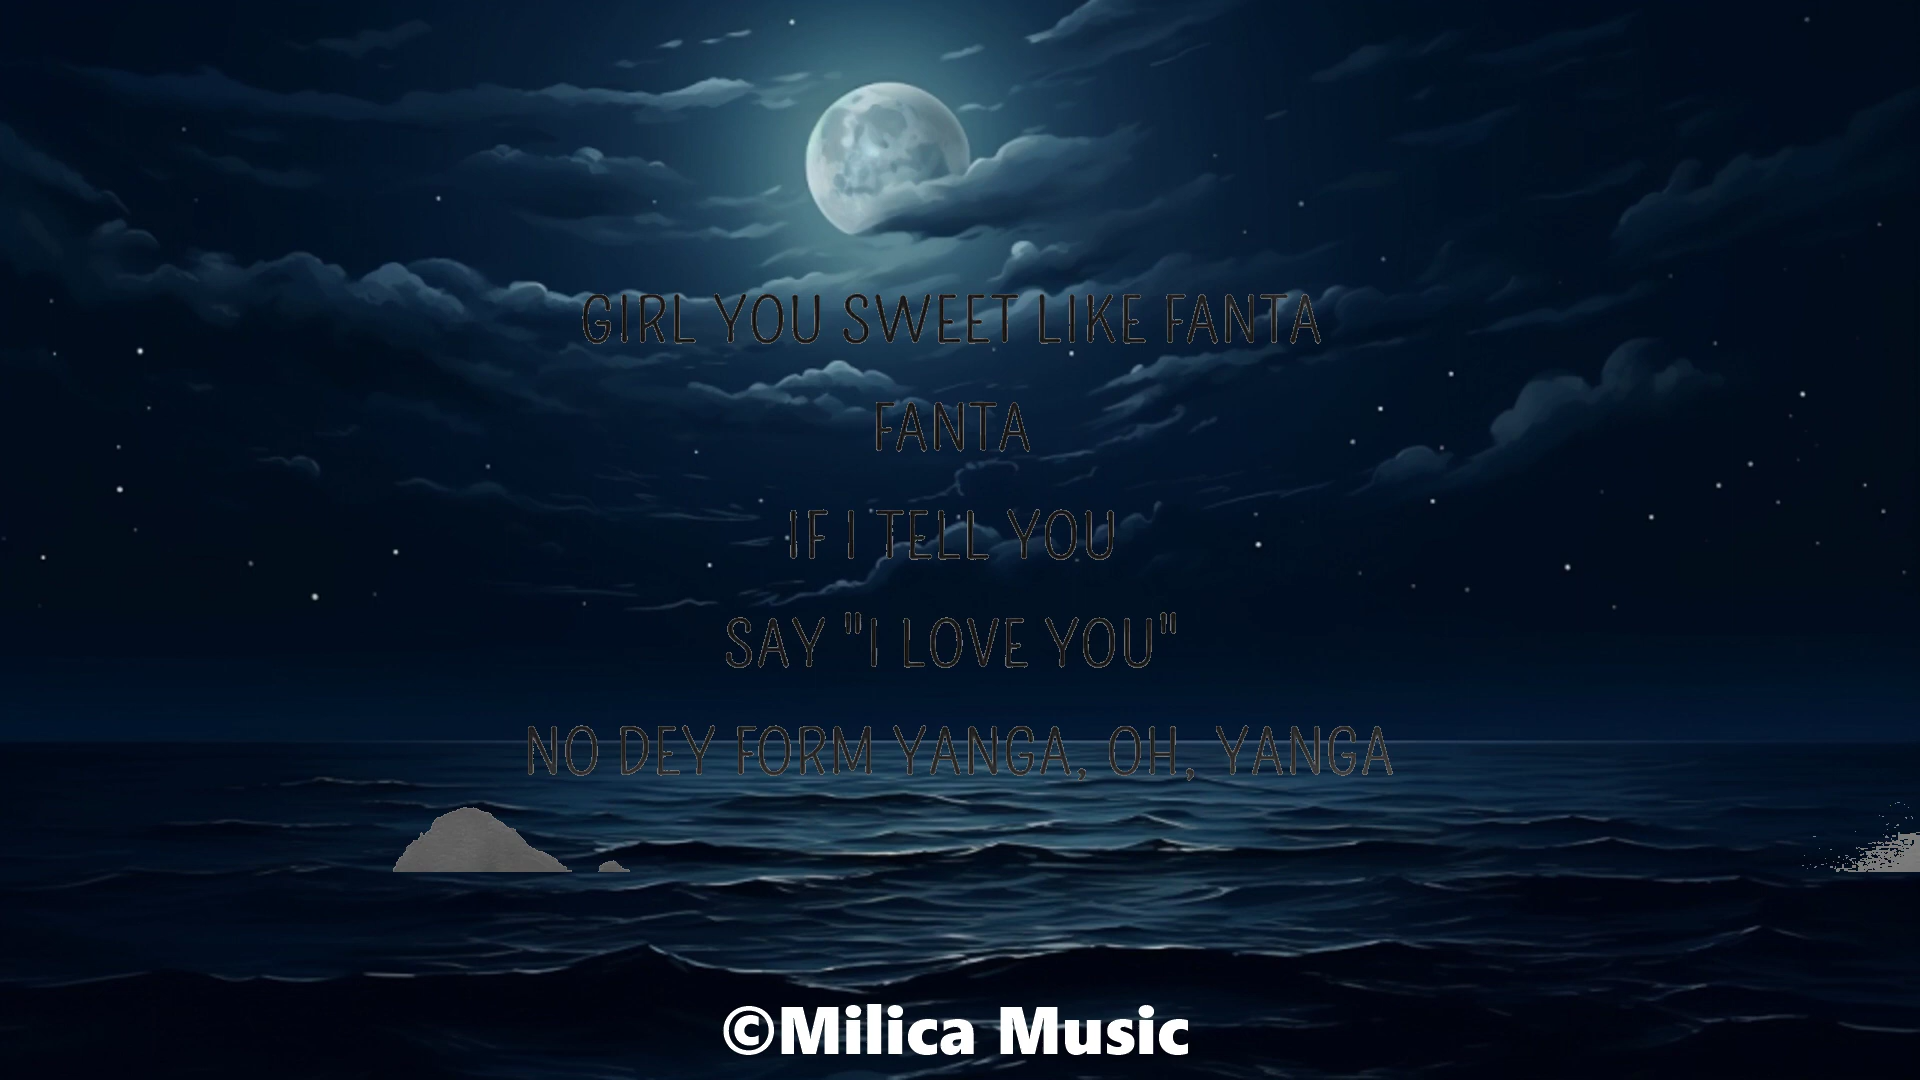 GIRL YOU SWEET LIKE FANTA
FANTA
IF I TELL YOU
SAY "I LOVE YOU"
NO DEY FORM YANGA, OH, YANGA
©Milica Music